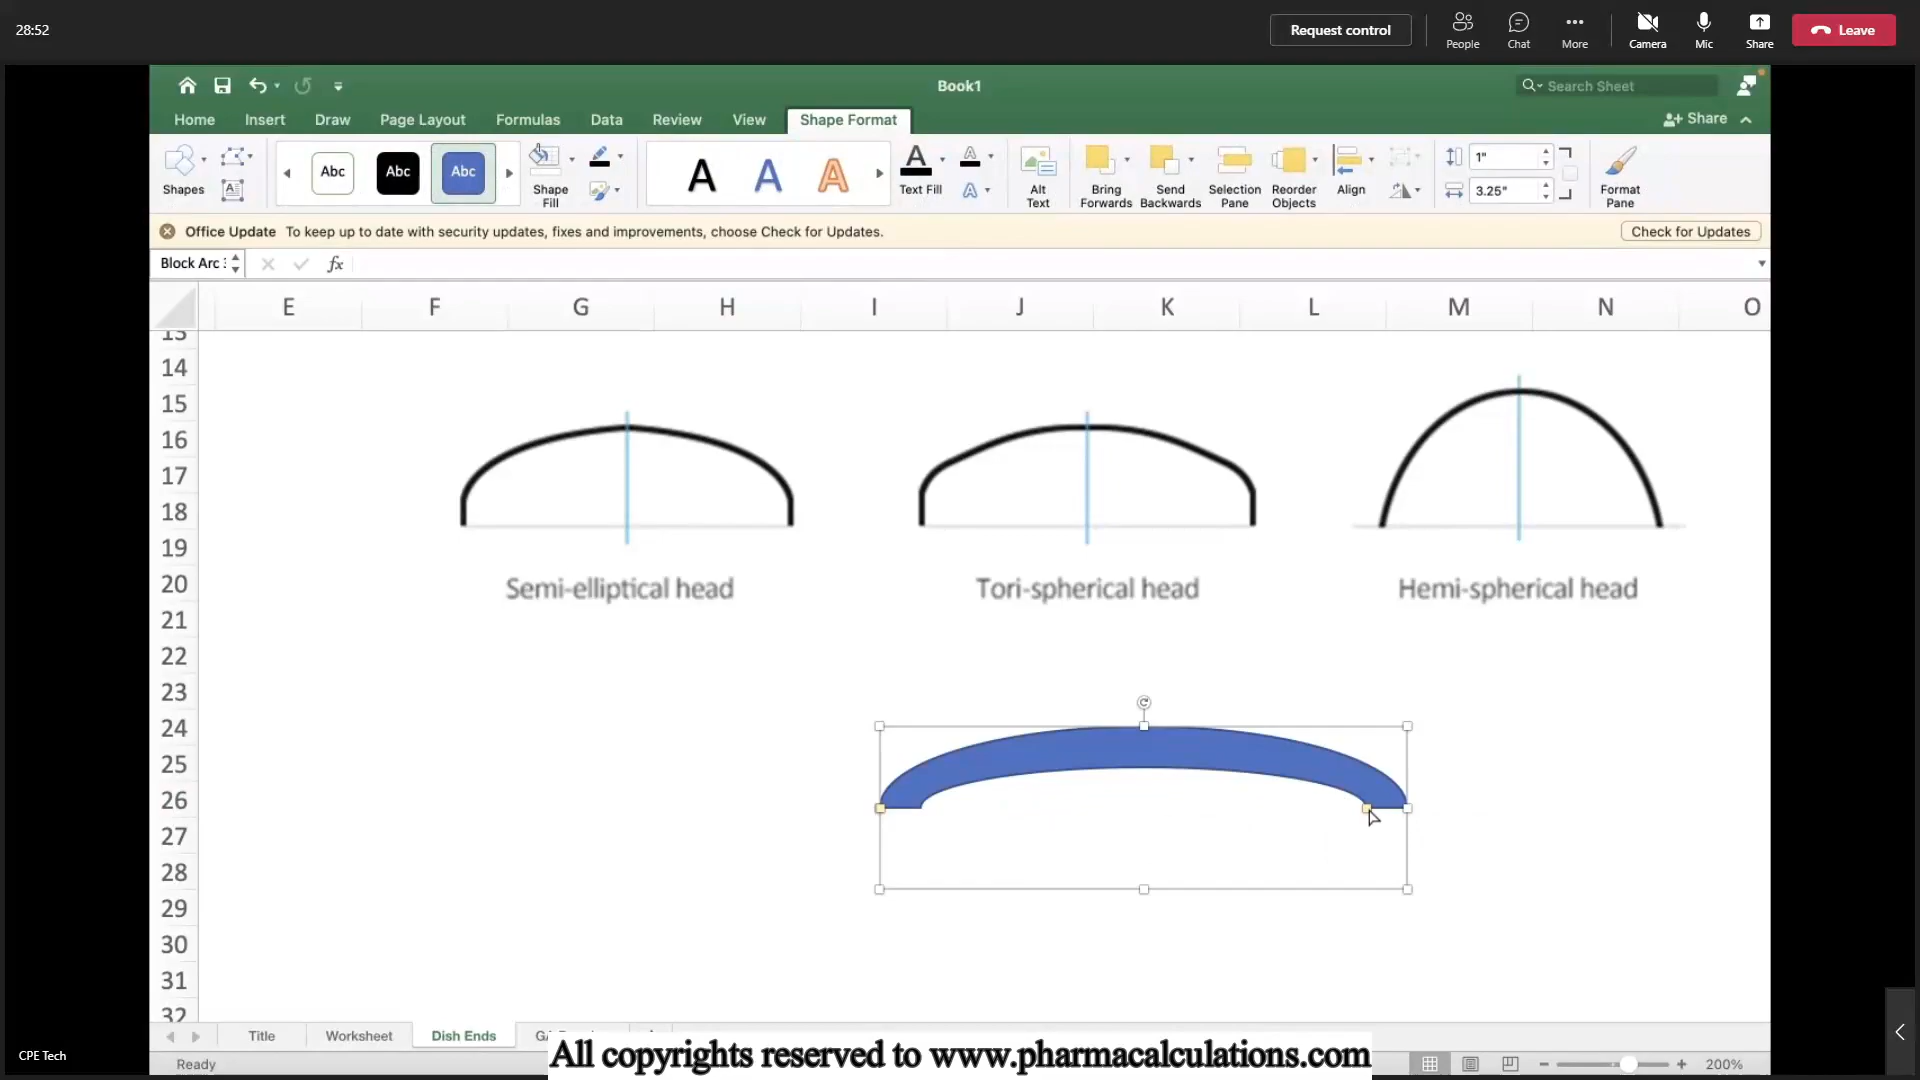 28:52
Request control
People
Chat
More
Camera
Mic
Share
Leave
Book1
Search Sheet
Home
Insert
Draw
Page Layout
Formulas
Data
Review
View
Shape Format
Share
Shapes
Abc
Abc
Abc
Shape
Fill
A
A
A
Text Fill
Alt
Text
Bring
Forwards
Send
Backwards
Selection
Pane
Reorder
Objects
Align
1"
3.25"
Format
Pane
Office Update To keep up to date with security updates, fixes and improvements, choose Check for Updates.
Check for Updates
Block Arc
fx
E F G H I J K L M N O
13
14
15
16
17
18
19
20
21
22
23
24
25
26
27
28
29
30
31
32
Semi-elliptical head
Tori-spherical head
Hemi-spherical head
Title
Worksheet
Dish Ends
CPE Tech
Ready
200%
All copyrights reserved to www.pharmacalculations.com